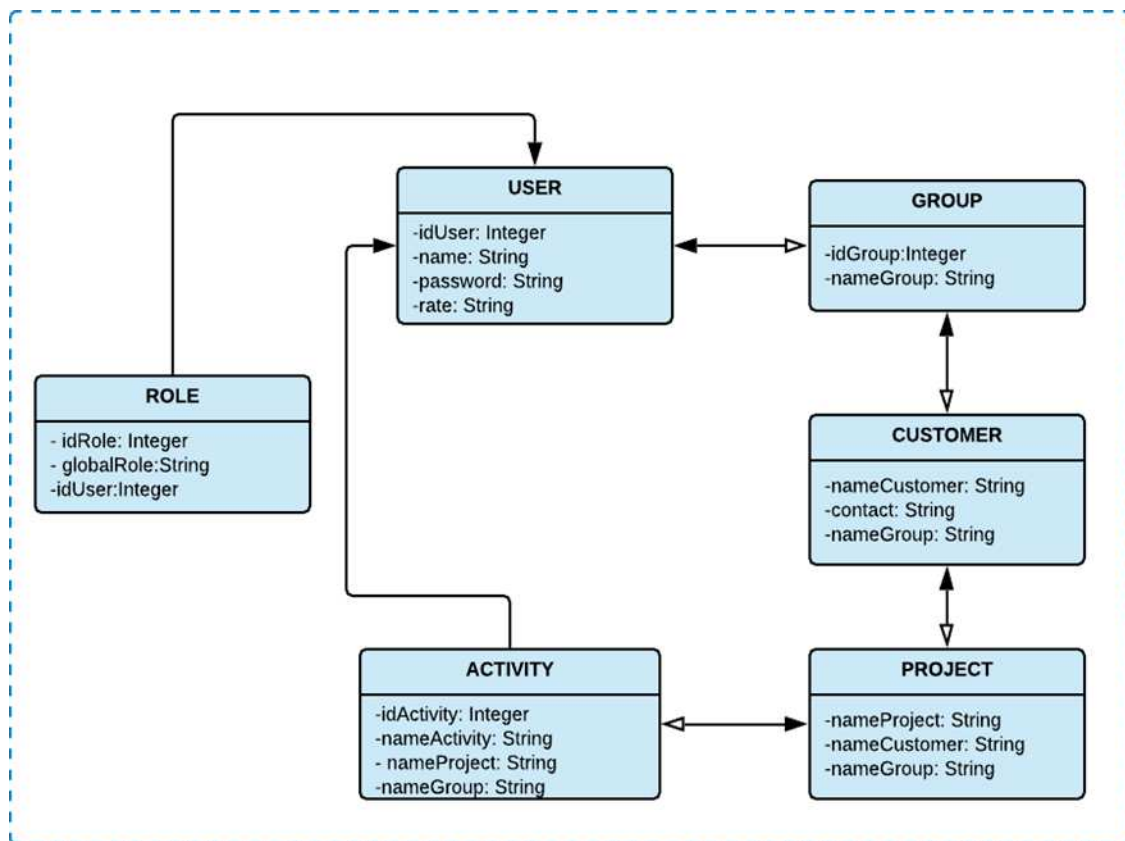 USER
-idUser: Integer
-name: String
-password: String
-rate: String
GROUP
-idGroup:Integer
-nameGroup: String
ROLE
- idRole: Integer
- globalRole:String
-idUser:Integer
CUSTOMER
-nameCustomer: String
-contact: String
-nameGroup: String
ACTIVITY
-idActivity: Integer
-nameActivity: String
- nameProject: String
-nameGroup: String
PROJECT
-nameProject: String
-nameCustomer: String
-nameGroup: String